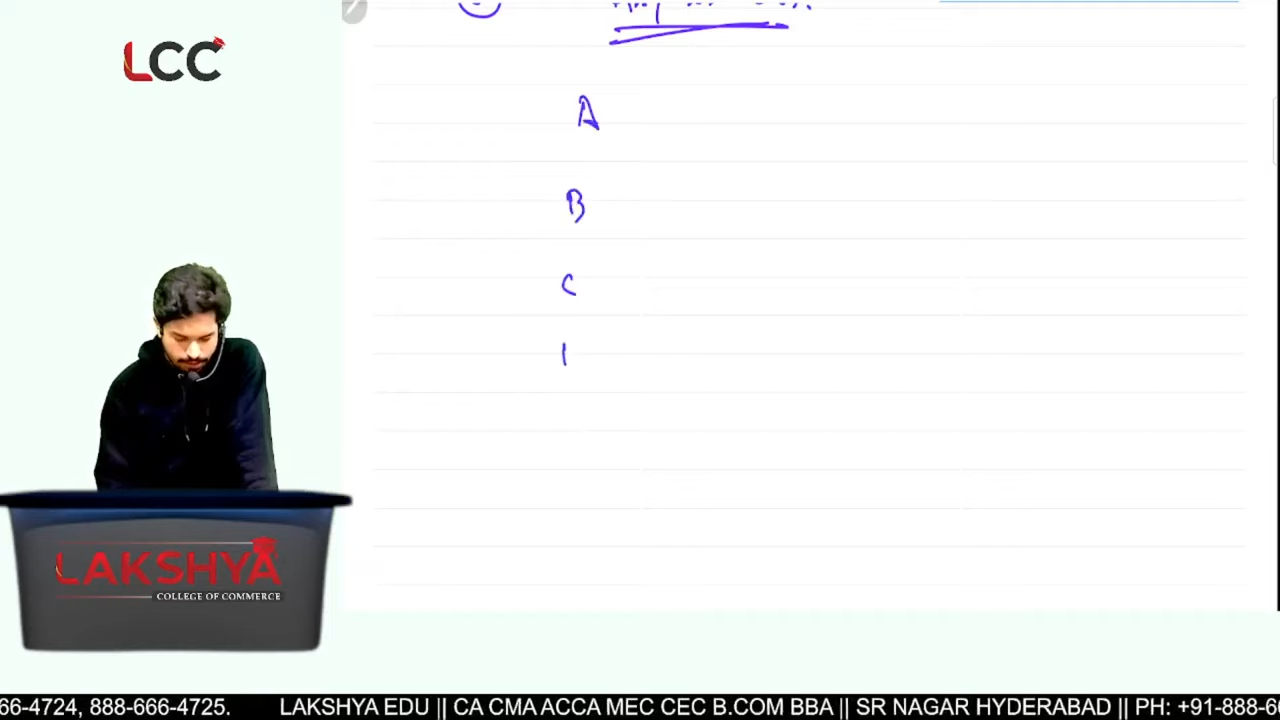 LCC
A
B
C
LAKSHYA
COLLEGE OF COMMERCE
66-4724, 888-666-4725. LAKSHYA EDU || CA CMA ACCA MEC CEC B.COM BBA || SR NAGAR HYDERABAD || PH: +91-888-6